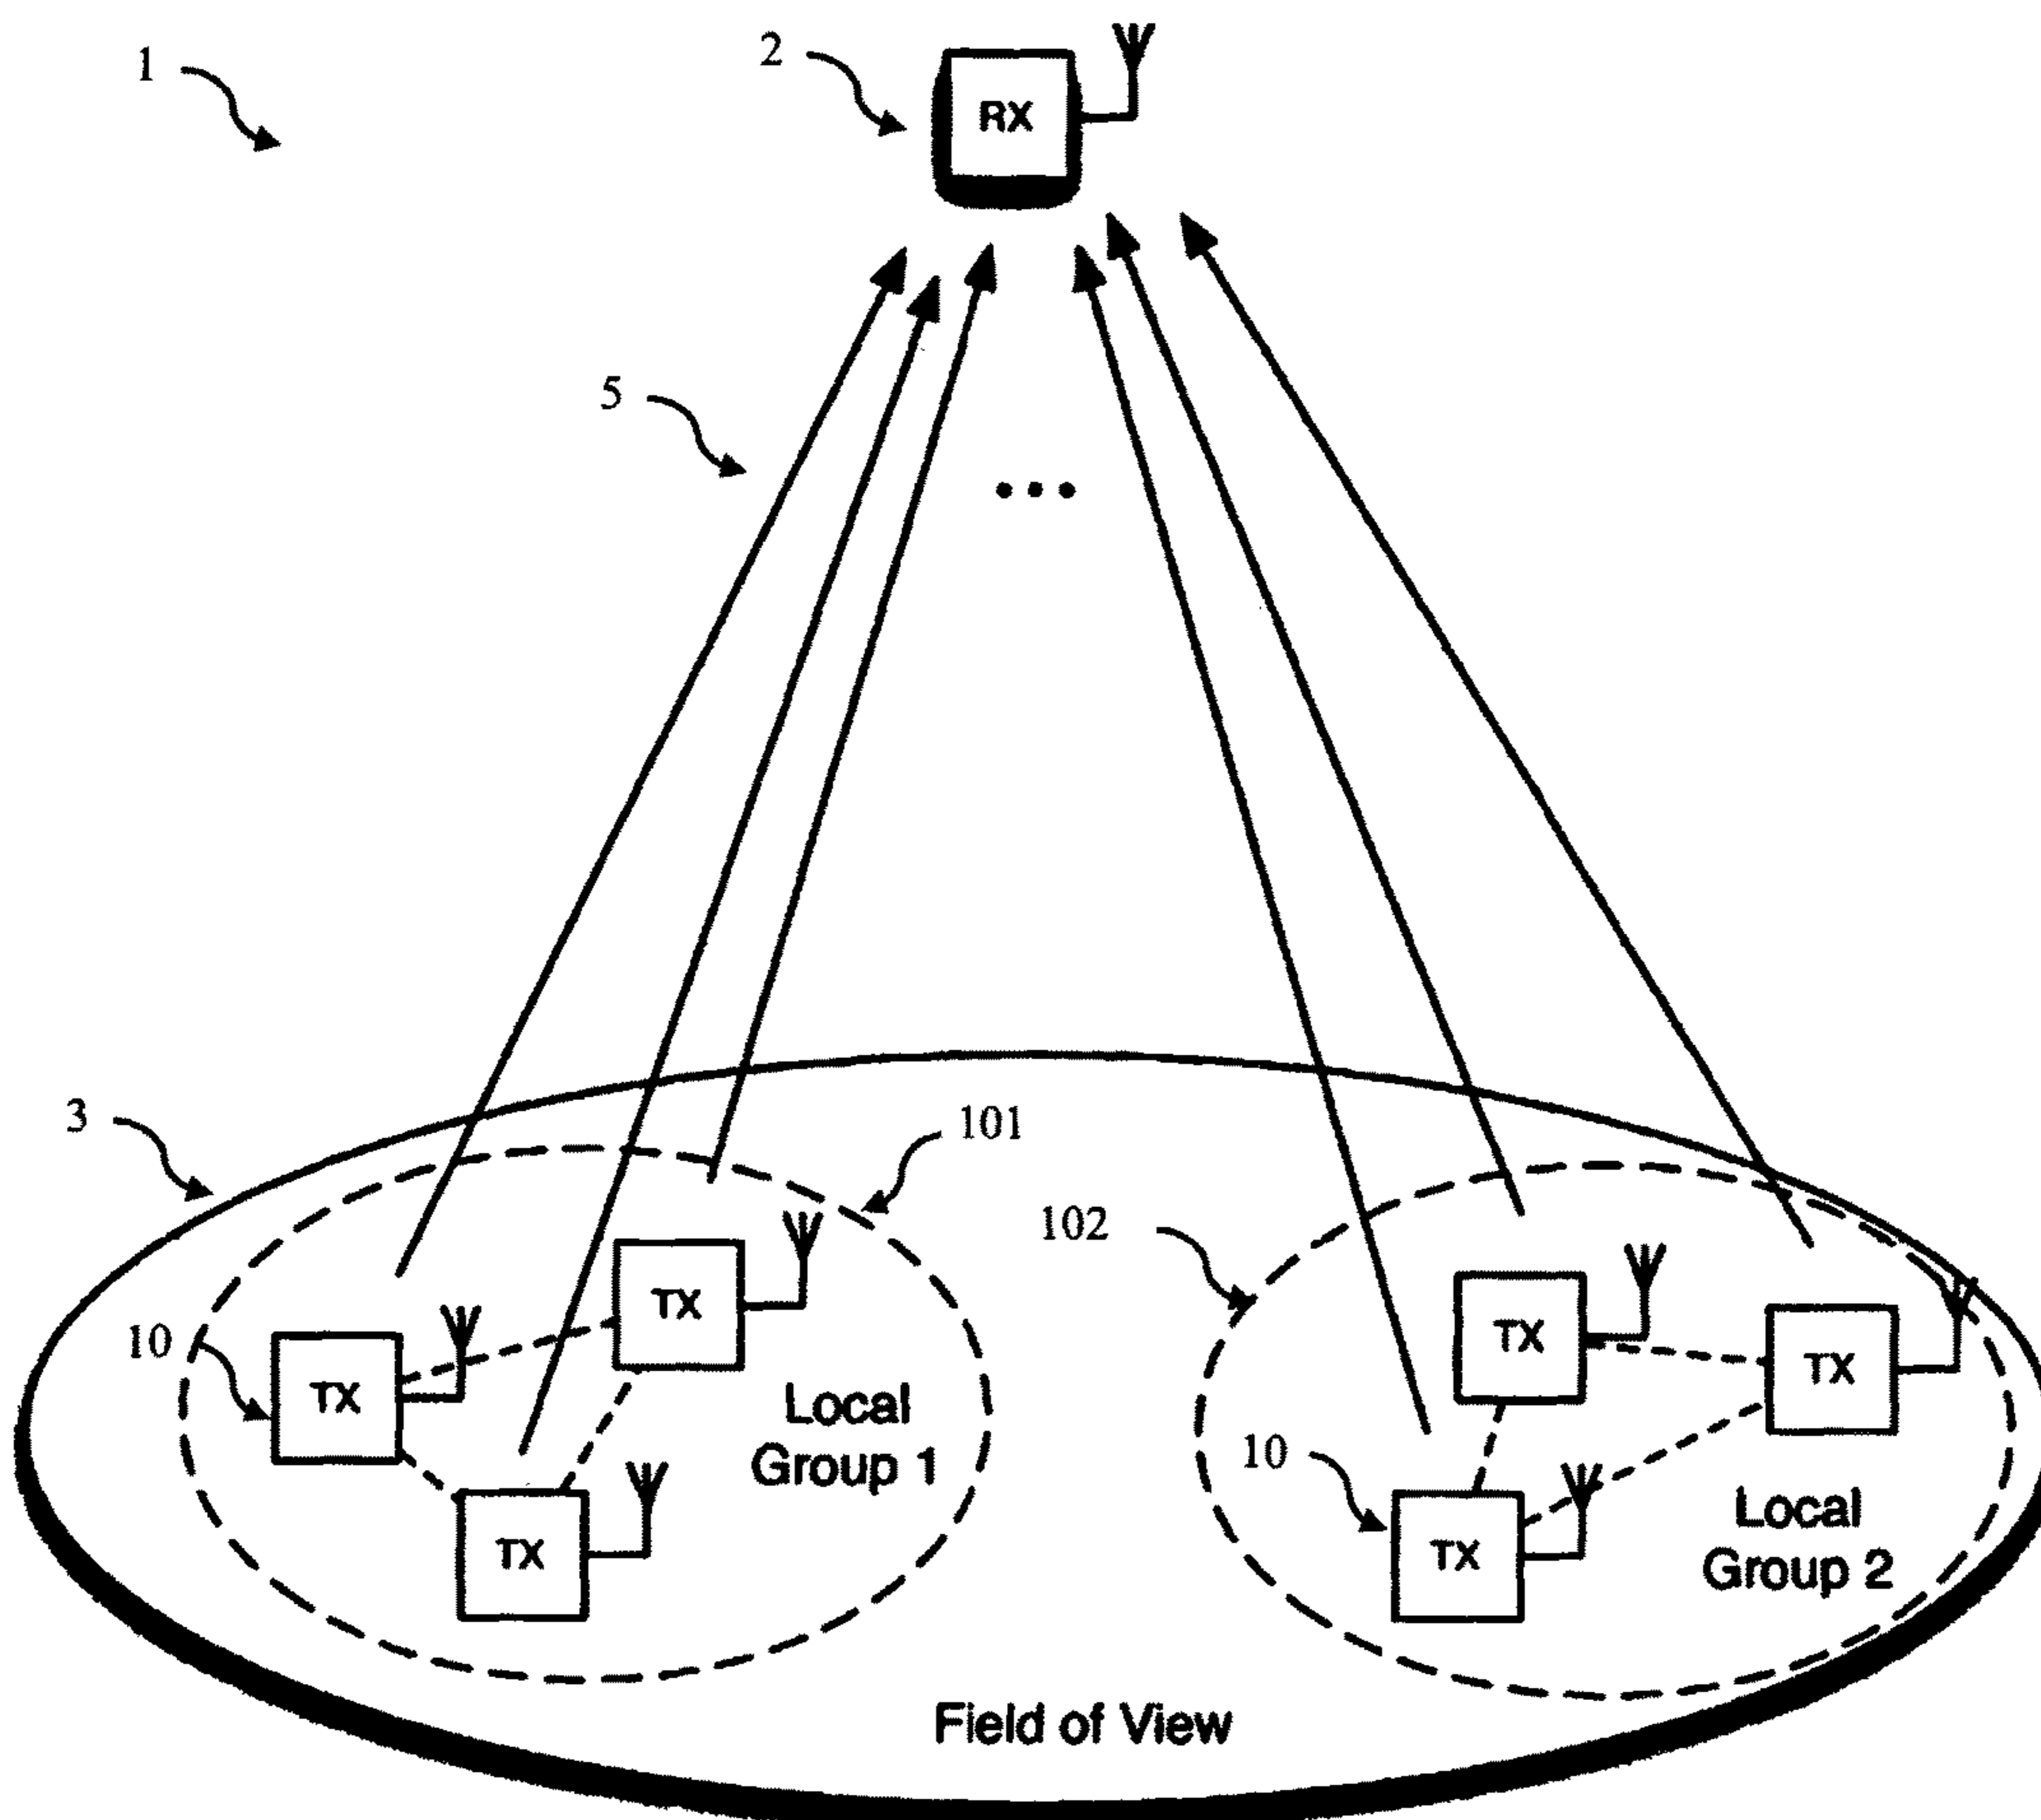 1
2
RX
5
...
3
101
102
10
TX
TX
TX
Local
Group 1
TX
TX
10
TX
Local
Group 2
Field of View